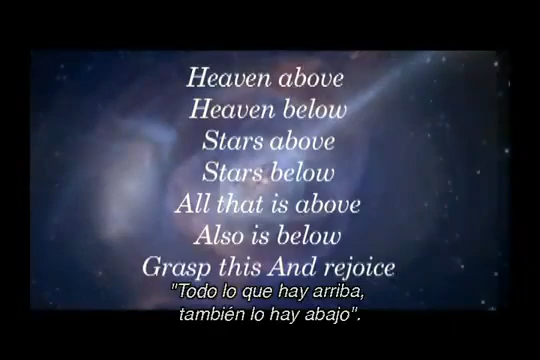 Heaven above
Heaven below
Stars above
Stars below
All that is above
Also is below
Grasp this And rejoice
"Todo lo que hay arriba,
también lo hay abajo".